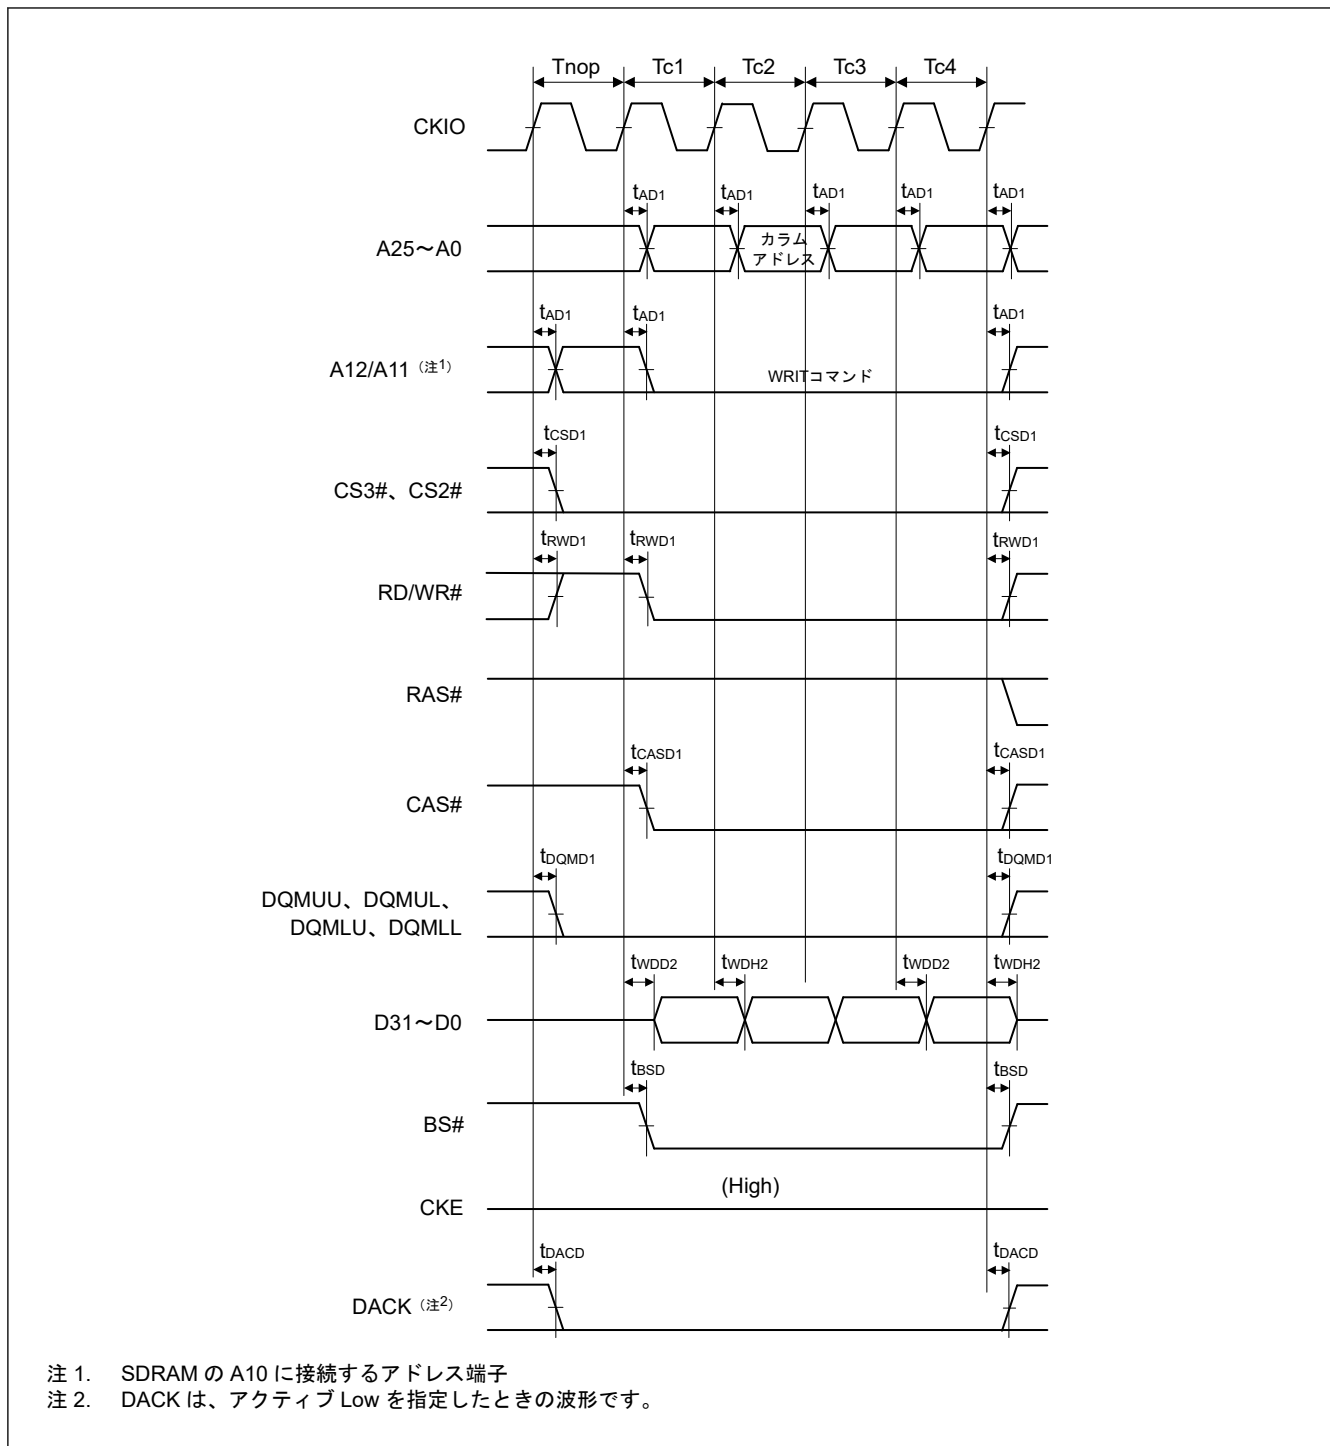 Tnop Tc1 Tc2 Tc3 Tc4
CKIO
tAD1 tAD1 tAD1 tAD1 tAD1
A25~A0
カラム
アドレス
tAD1 tAD1 tAD1
A12/A11（注1）
WRITコマンド
tCSD1 tCSD1
CS3#、CS2#
tRWD1 tRWD1 tRWD1
RD/WR#
RAS#
tCASD1 tCASD1
CAS#
tDQMD1 tDQMD1
DQMUU、DQMUL、
DQMLU、DQMLL
tWDD2 tWDH2 tWDD2 tWDH2
D31~D0
tBSD tBSD
BS#
(High)
CKE
tDACD tDACD
DACK（注2）
注 1. SDRAM の A10 に接続するアドレス端子
注 2. DACK は、アクティブ Low を指定したときの波形です。